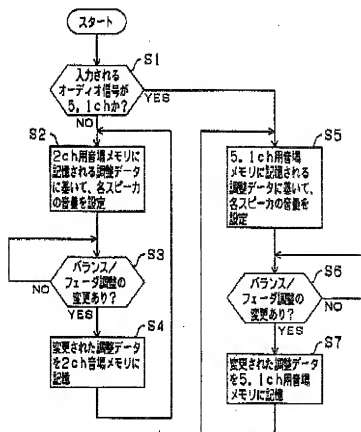 スタート
S1
入力される
オーディオ信号が
5.1chか?
YES
NO
S2
2ch用音場メモリに
記憶される調整データ
に基いて、各スピーカ
の音量を設定
S3
バランス/
フェーダ調整の
変更あり?
NO
YES
S4
変更された調整データ
を2ch音場メモリに
記憶
S5
5.1ch用音場
メモリに記憶される
調整データに基いて、
各スピーカの音量を
設定
S6
バランス/
フェーダ調整の
変更あり?
NO
YES
S7
変更された調整データ
を5.1ch用音場
メモリに記憶